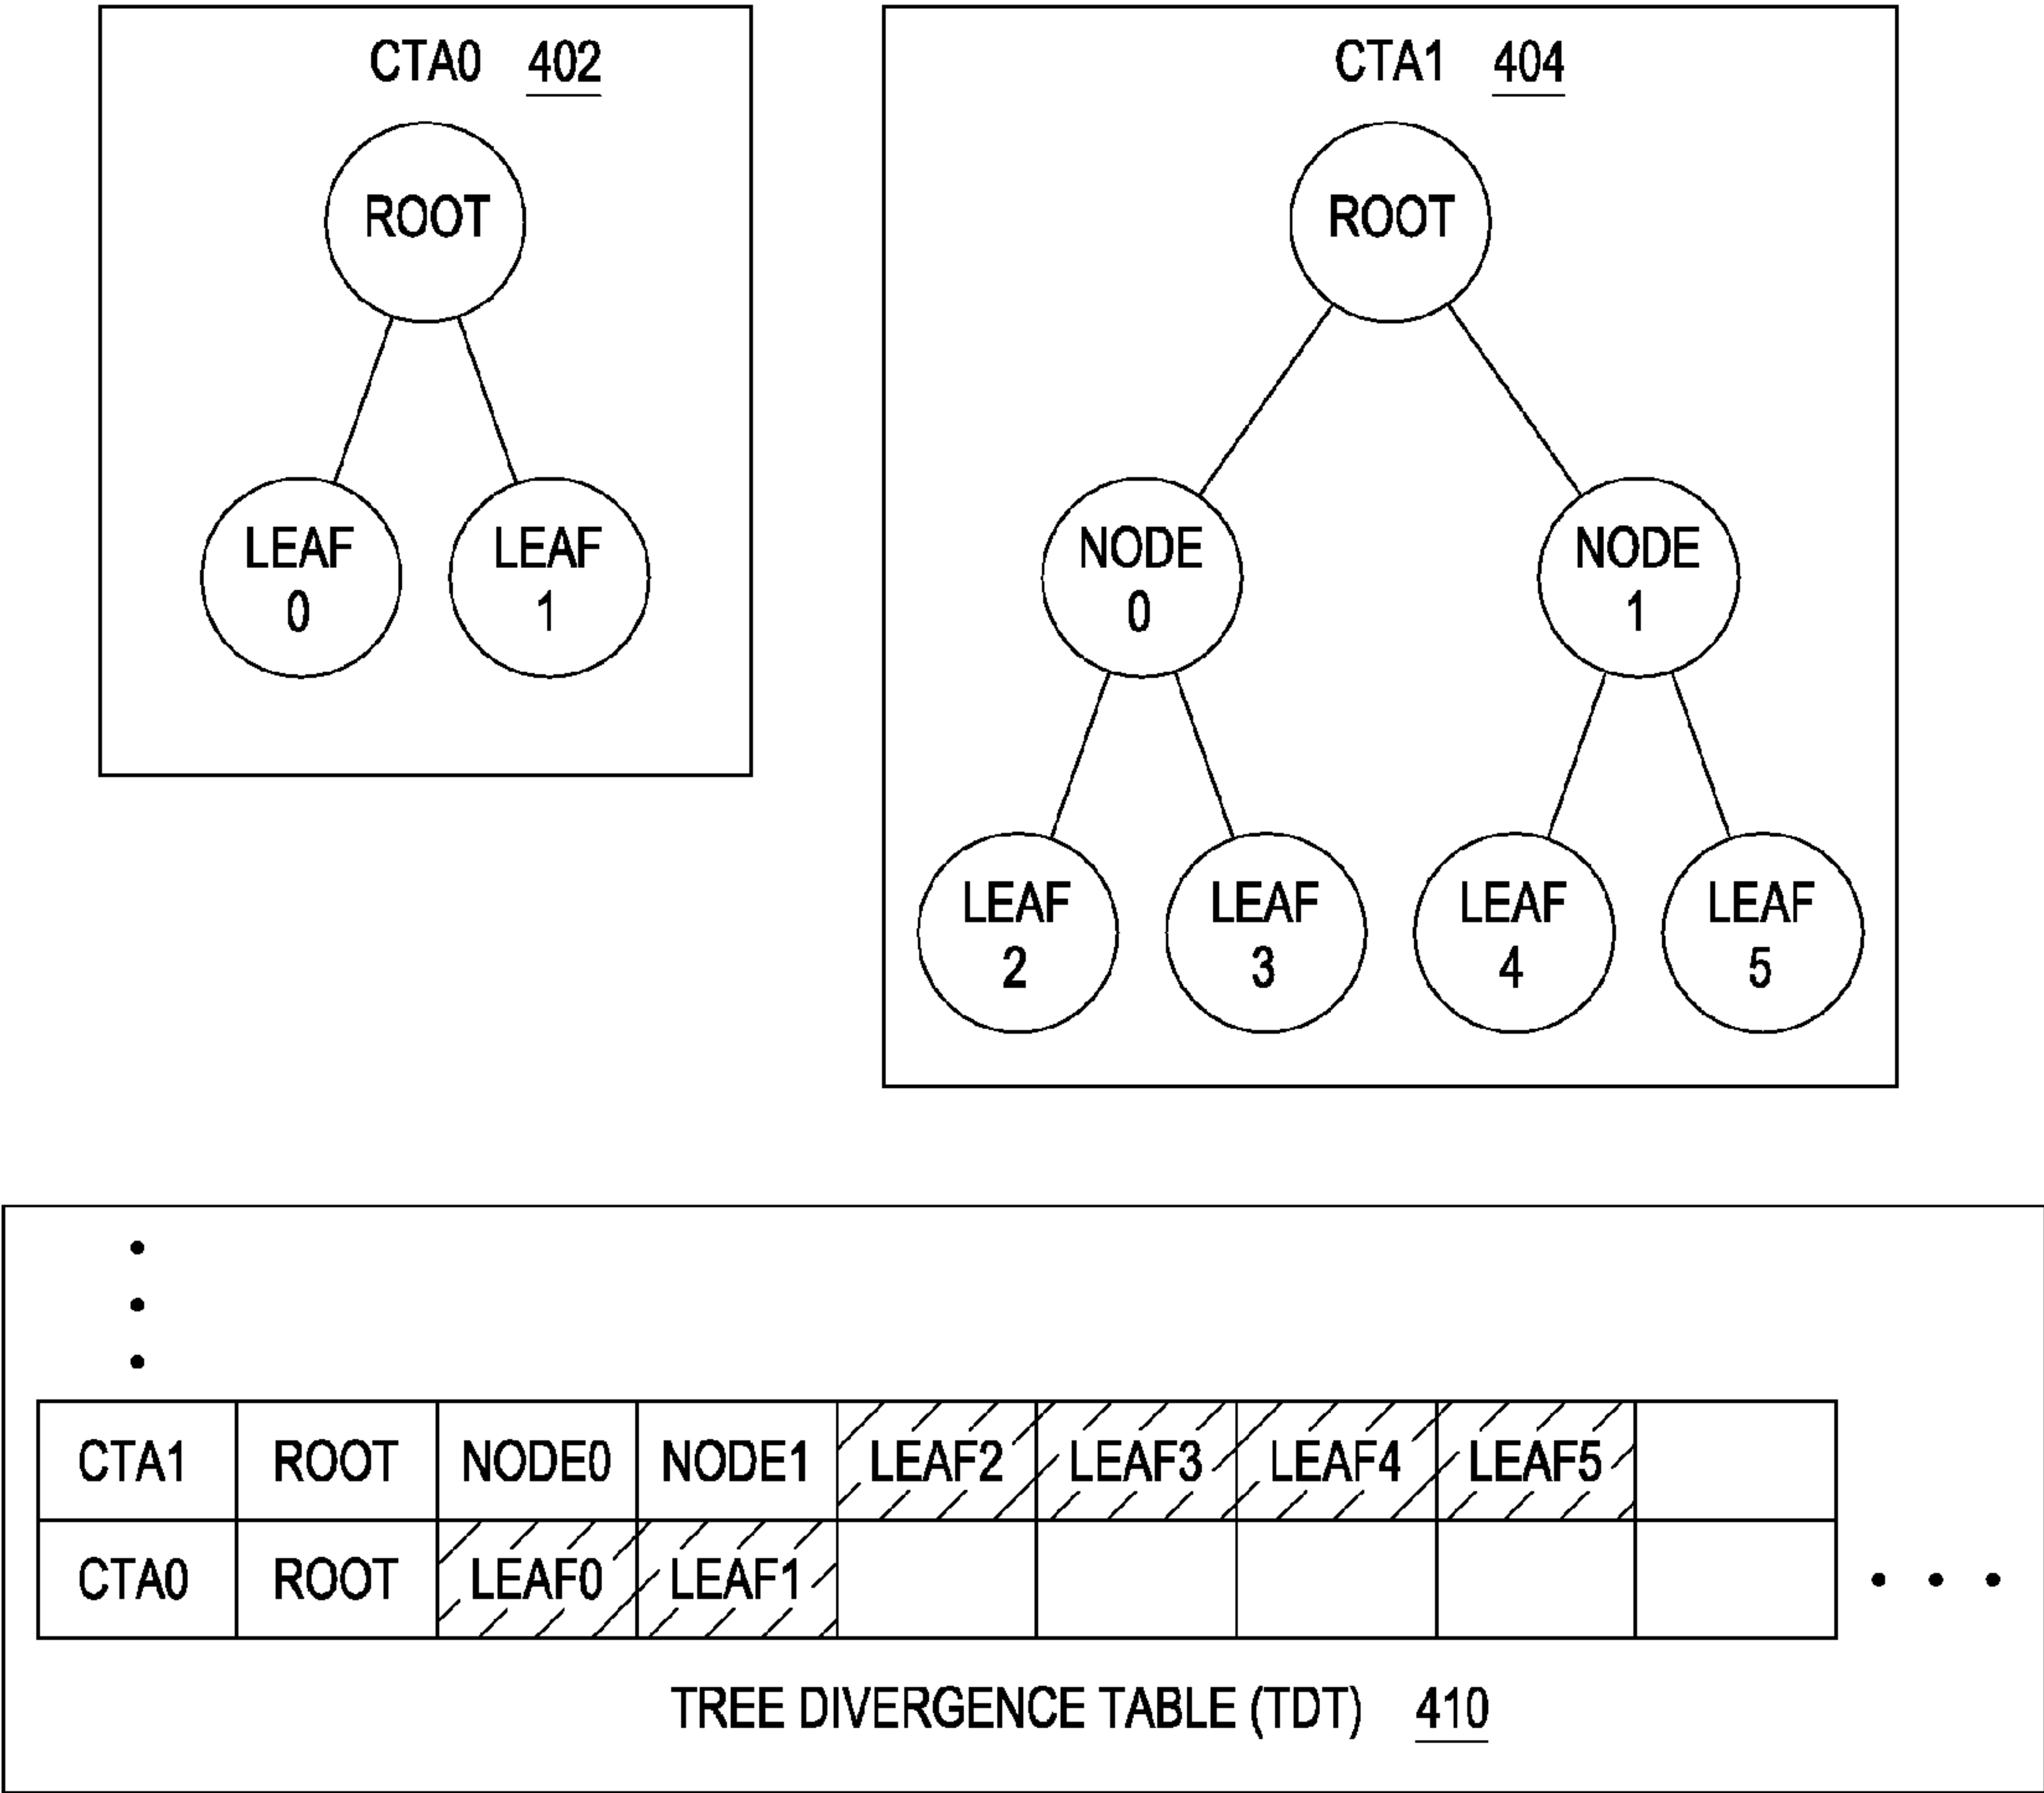 CTA0 402
ROOT
LEAF 0
LEAF 1
CTA1 404
ROOT
NODE 0
NODE 1
LEAF 2
LEAF 3
LEAF 4
LEAF 5
CTA1 ROOT NODE0 NODE1 LEAF2 LEAF3 LEAF4 LEAF5
CTA0 ROOT LEAF0 LEAF1
TREE DIVERGENCE TABLE (TDT) 410